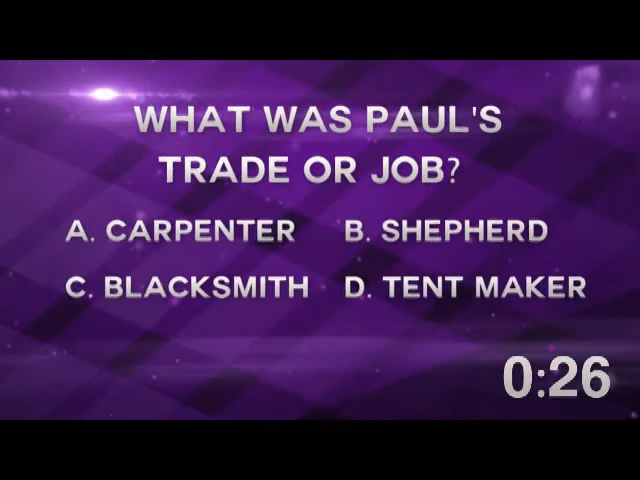 WHAT WAS PAUL'S
TRADE OR JOB?
A. CARPENTER B. SHEPHERD
C. BLACKSMITH D. TENT MAKER
0:26